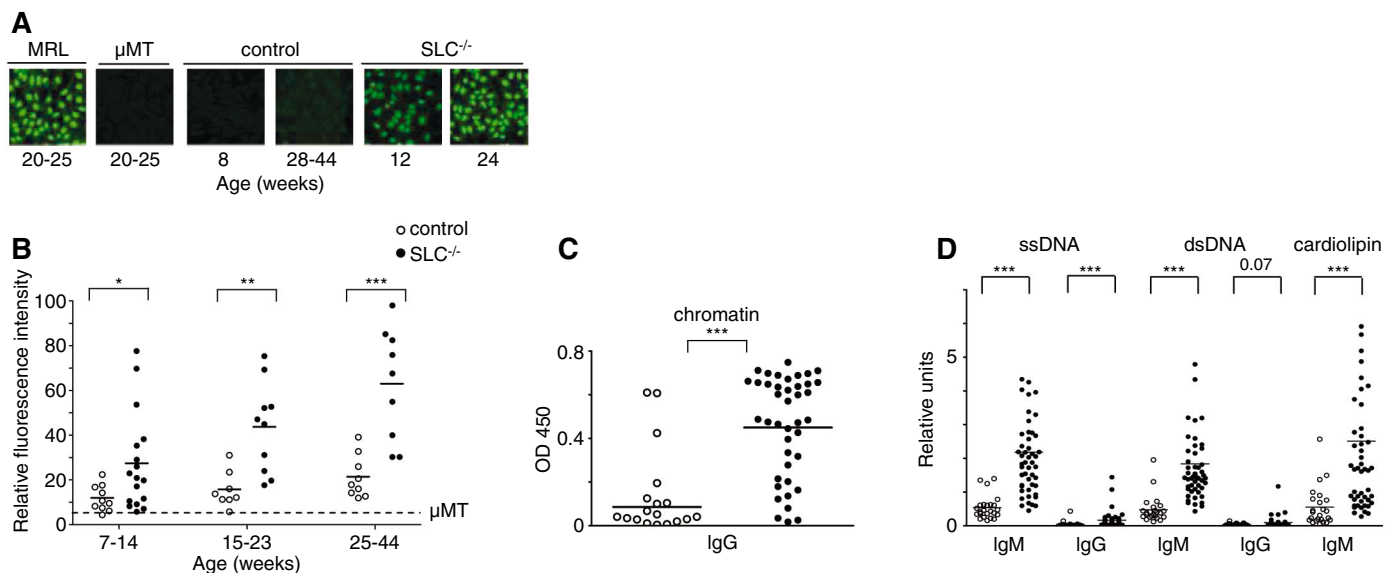 A
MRL µMT control SLC-/-
20-25 20-25 8 28-44 12 24
Age (weeks)
B
control
SLC-/-
* ** ***
Relative fluorescence intensity
100
80
60
40
20
0
µMT
7-14 15-23 25-44
Age (weeks)
C
chromatin
***
OD 450
0.8
0.4
0
IgG
D
ssDNA dsDNA cardiolipin
*** *** *** 0.07 ***
Relative units
5
0
IgM IgG IgM IgG IgM